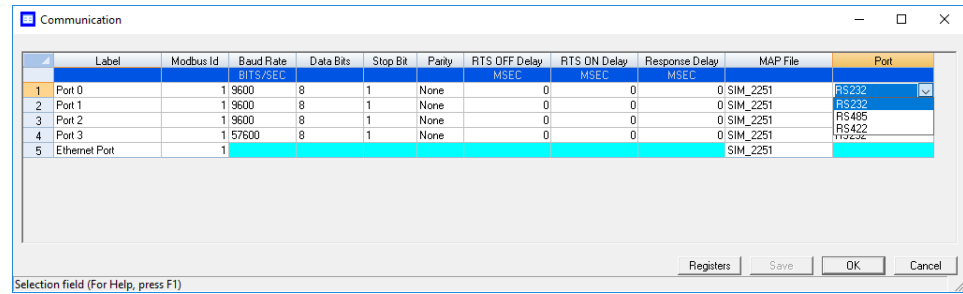 Communication
Label Modbus Id Baud Rate Data Bits Stop Bit Parity RTS OFF Delay RTS ON Delay Response Delay MAP File Port
BITS/SEC MSEC MSEC MSEC
1 Port 0 1 9600 8 1 None 0 0 0 SIM_2251 RS232
2 Port 1 1 9600 8 1 None 0 0 0 SIM_2251 RS232
3 Port 2 1 9600 8 1 None 0 0 0 SIM_2251 RS485
4 Port 3 1 57600 8 1 None 0 0 0 SIM_2251 RS422
5 Ethernet Port 1 SIM_2251
Registers Save OK Cancel
Selection field (For Help, press F1)